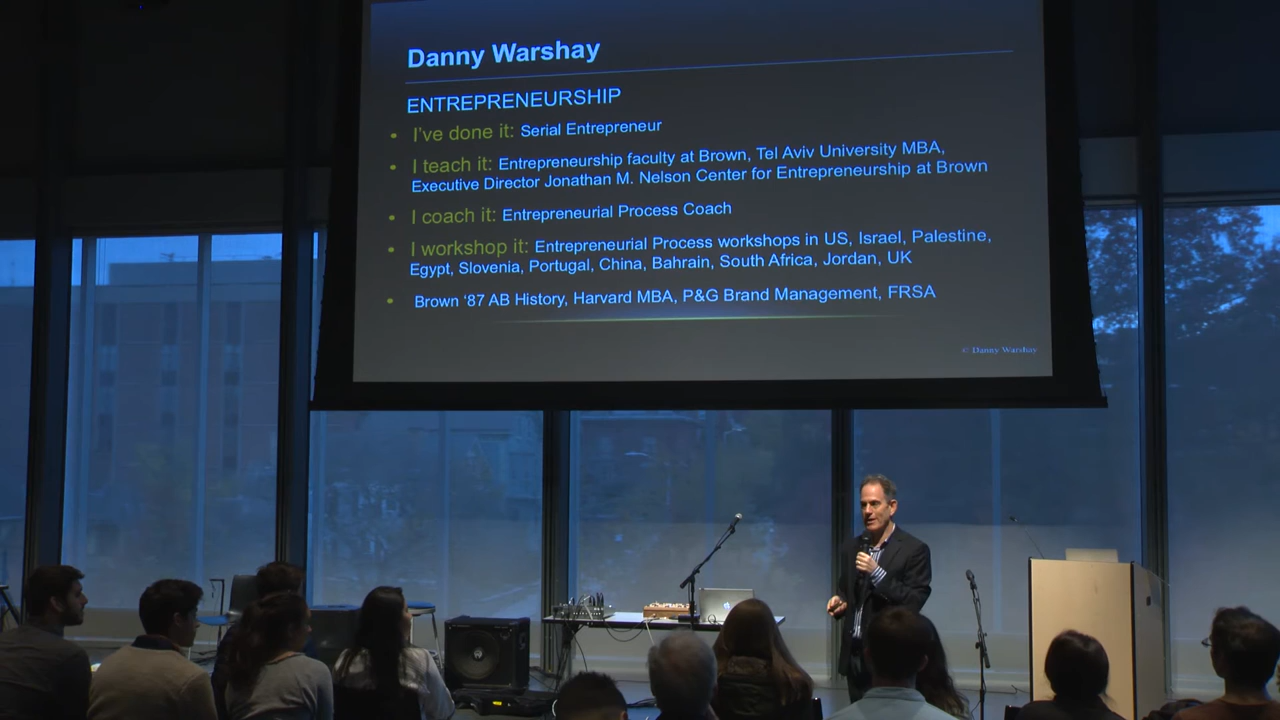 Danny Warshay
ENTREPRENEURSHIP
• I've done it: Serial Entrepreneur
• I teach it: Entrepreneurship faculty at Brown, Tel Aviv University MBA,
Executive Director Jonathan M. Nelson Center for Entrepreneurship at Brown
• I coach it: Entrepreneurial Process Coach
• I workshop it: Entrepreneurial Process workshops in US, Israel, Palestine,
Egypt, Slovenia, Portugal, China, Bahrain, South Africa, Jordan, UK
• Brown ‘87 AB History, Harvard MBA, P&G Brand Management, FRSA
© Danny Warshay